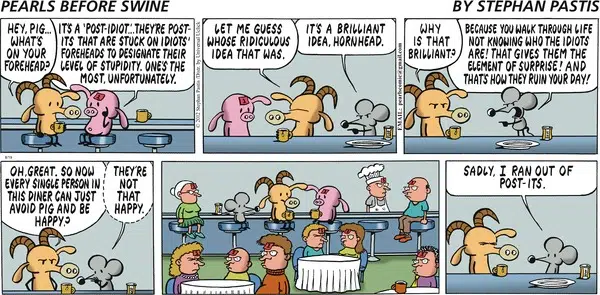 PEARLS BEFORE SWINE
BY STEPHAN PASTIS
HEY, PIG...
WHAT'S
ON YOUR
FOREHEAD?
IT'S A 'POST-IDIOT...THEY'RE POST-
ITS THAT ARE STUCK ON IDIOTS'
FOREHEADS TO DESIGNATE THEIR
LEVEL OF STUPIDITY. ONE'S THE
MOST. UNFORTUNATELY.
LET ME GUESS
WHOSE RIDICULOUS
IDEA THAT WAS.
IT'S A BRILLIANT
IDEA, HORNHEAD.
WHY
IS THAT
BRILLIANT?
BECAUSE YOU WALK THROUGH LIFE
NOT KNOWING WHO THE IDIOTS
ARE! THAT GIVES THEM THE
ELEMENT OF SURPRISE! AND
THAT'S HOW THEY RUIN YOUR DAY!
OH, GREAT. SO NOW
EVERY SINGLE PERSON IN
THIS DINER CAN JUST
AVOID PIG AND BE
HAPPY?
THEY'RE
NOT
THAT
HAPPY.
SADLY, I RAN OUT OF
POST-ITS.